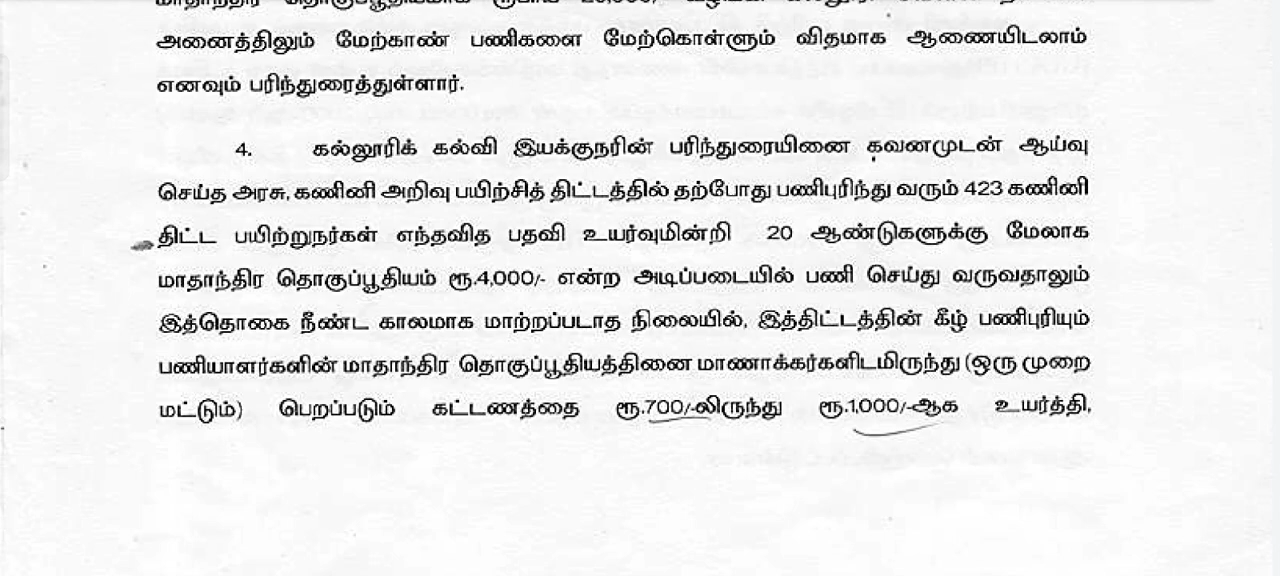 மாதாந்திர தொகுப்பூதியமாக ரூபாய் 20,000/-
அனைத்திலும் மேற்காண் பணிகளை மேற்கொள்ளும் விதமாக ஆணையிடலாம்
எனவும் பரிந்துரைத்துள்ளார்.
4. கல்லூரிக் கல்வி இயக்குநரின் பரிந்துரையினை கவனமுடன் ஆய்வு
செய்த அரசு, கணினி அறிவு பயிற்சித் திட்டத்தில் தற்போது பணிபுரிந்து வரும் 423 கணினி
திட்ட பயிற்றுநர்கள் எந்தவித பதவி உயர்வுமின்றி 20 ஆண்டுகளுக்கு மேலாக
மாதாந்திர தொகுப்பூதியம் ரூ.4,000/- என்ற அடிப்படையில் பணி செய்து வருவதாலும்
இத்தொகை நீண்ட காலமாக மாற்றப்படாத நிலையில், இத்திட்டத்தின் கீழ் பணிபுரியும்
பணியாளர்களின் மாதாந்திர தொகுப்பூதியத்தினை மாணாக்கர்களிடமிருந்து (ஒரு முறை
மட்டும்) பெறப்படும் கட்டணத்தை ரூ.700/-லிருந்து ரூ.1,000/-ஆக உயர்த்தி,